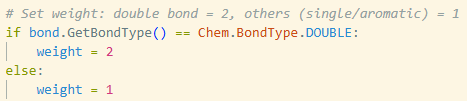 # Set weight: double bond = 2, others (single/aromatic) = 1
if bond.GetBondType() == Chem.BondType.DOUBLE:
    weight = 2
else:
    weight = 1